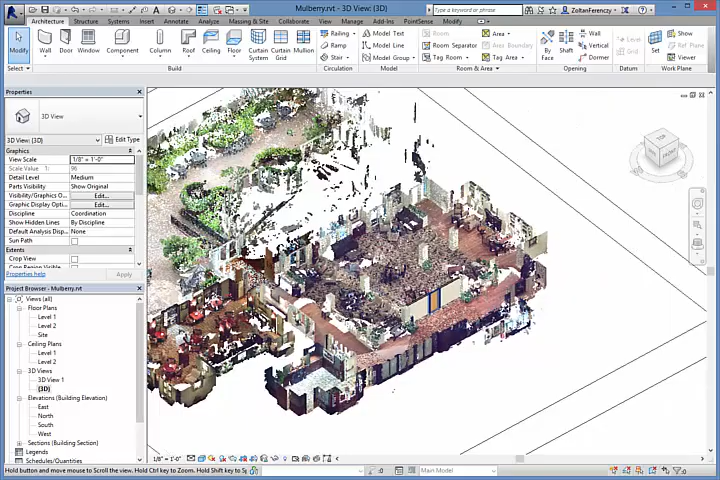 Mulberry.rvt - 3D View: {3D}
Type a keyword or phrase
ZoltanFerenczy
Architecture Structure Systems Insert Annotate Analyze Massing & Site Collaborate View Manage Add-Ins PointSense Modify
Modify Wall Door Window Component Column Roof Ceiling Floor Curtain System Curtain Grid Mullion
Railing Ramp Stair
Model Text Model Line Model Group
Room Room Separator Tag Room
Area Area Boundary Tag Area
By Face Shaft Wall Vertical Dormer
Level Grid
Set Show Ref Plane Viewer
Select Build Circulation Model Room & Area Opening Datum Work Plane
Properties
3D View
3D View: {3D} Edit Type
Graphics
View Scale 1/8" = 1'-0"
Scale Value 1: 96
Detail Level Medium
Parts Visibility Show Original
Visibility/Graphics O... Edit...
Graphic Display Opti... Edit...
Discipline Coordination
Show Hidden Lines By Discipline
Default Analysis Disp... None
Sun Path
Extents
Crop View
Crop Region Visible
Properties help Apply
Project Browser - Mulberry.rvt
Views (all)
Floor Plans
Level 1
Level 2
Site
Ceiling Plans
Level 1
Level 2
3D Views
3D View 1
{3D}
Elevations (Building Elevation)
East
North
South
West
Sections (Building Section)
Legends
Schedules/Quantities
TOP
FRONT
1/8" = 1'-0"
Hold button and move mouse to Scroll the view. Hold Ctrl key to Zoom. Hold Shift key to Sp
:0
Main Model